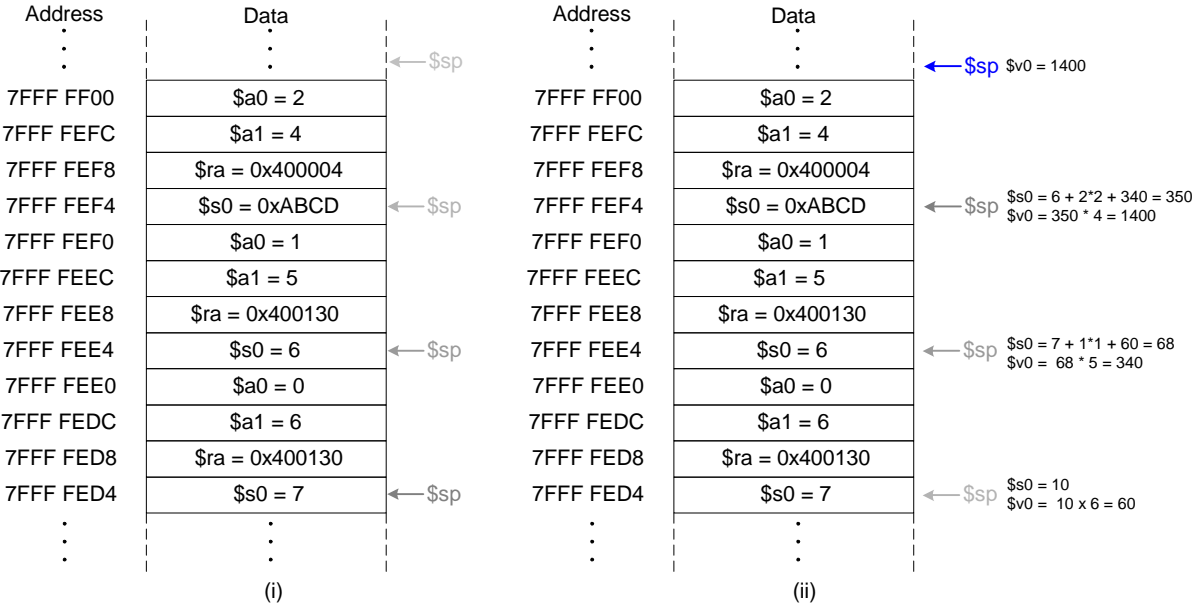 Address Data Address Data
$sp $sp $v0 = 1400
7FFF FF00 $a0 = 2 7FFF FF00 $a0 = 2
7FFF FEFC $a1 = 4 7FFF FEFC $a1 = 4
7FFF FEF8 $ra = 0x400004 7FFF FEF8 $ra = 0x400004
7FFF FEF4 $s0 = 0xABCD $sp 7FFF FEF4 $s0 = 0xABCD $sp $s0 = 6 + 2*2 + 340 = 350
$v0 = 350 * 4 = 1400
7FFF FEF0 $a0 = 1 7FFF FEF0 $a0 = 1
7FFF FEEC $a1 = 5 7FFF FEEC $a1 = 5
7FFF FEE8 $ra = 0x400130 7FFF FEE8 $ra = 0x400130
7FFF FEE4 $s0 = 6 $sp 7FFF FEE4 $s0 = 6 $sp $s0 = 7 + 1*1 + 60 = 68
$v0 = 68 * 5 = 340
7FFF FEE0 $a0 = 0 7FFF FEE0 $a0 = 0
7FFF FEDC $a1 = 6 7FFF FEDC $a1 = 6
7FFF FED8 $ra = 0x400130 7FFF FED8 $ra = 0x400130
7FFF FED4 $s0 = 7 $sp 7FFF FED4 $s0 = 7 $sp $s0 = 10
$v0 = 10 x 6 = 60
(i) (ii)